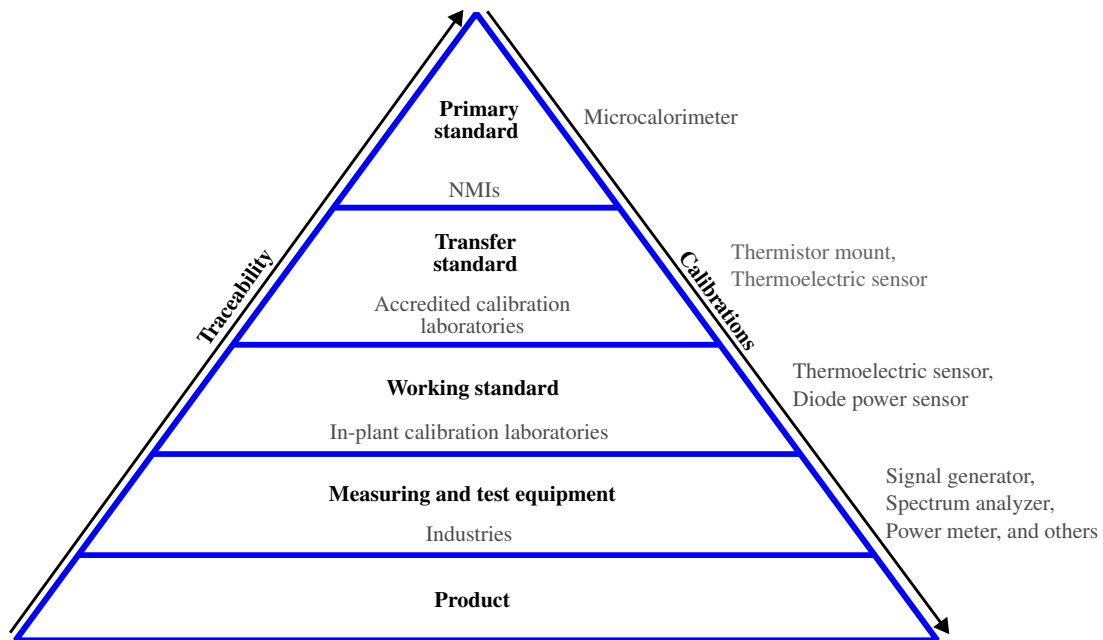 Primary
standard
Microcalorimeter
NMIs
Transfer
standard
Thermistor mount,
Thermoelectric sensor
Traceability
Calibrations
Accredited calibration
laboratories
Working standard
Thermoelectric sensor,
Diode power sensor
In-plant calibration laboratories
Measuring and test equipment
Signal generator,
Spectrum analyzer,
Power meter, and others
Industries
Product